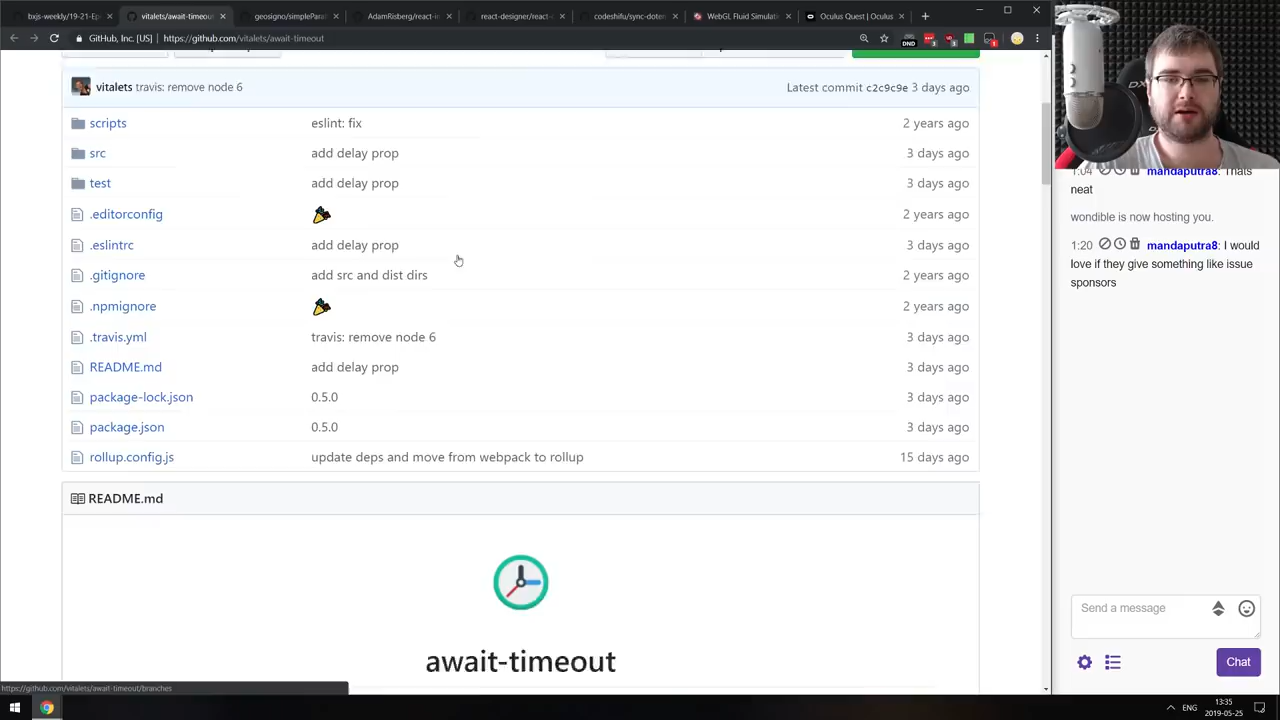 bxjs-weekly/19-21-Ep
vitalets/await-timeou
geosigno/simplePara
AdamRisberg/react-i
react-designer/react-
codeshifu/sync-doten
WebGL Fluid Simulat
Oculus Quest | Oculus
GitHub, Inc. [US] | https://github.com/vitalets/await-timeout
DND
vitalets travis: remove node 6 Latest commit c2c9c9e 3 days ago
scripts eslint: fix 2 years ago
src add delay prop 3 days ago
test add delay prop 3 days ago
.editorconfig 2 years ago
.eslintrc add delay prop 3 days ago
.gitignore add src and dist dirs 2 years ago
.npmignore 2 years ago
.travis.yml travis: remove node 6 3 days ago
README.md add delay prop 3 days ago
package-lock.json 0.5.0 3 days ago
package.json 0.5.0 3 days ago
rollup.config.js update deps and move from webpack to rollup 15 days ago
README.md
await-timeout
https://github.com/vitalets/await-timeout/branches
1:04 mandaputra8: Thats
neat
wondible is now hosting you.
1:20 mandaputra8: I would
love if they give something like issue
sponsors
Send a message
Chat
ENG
13:35
2019-05-25